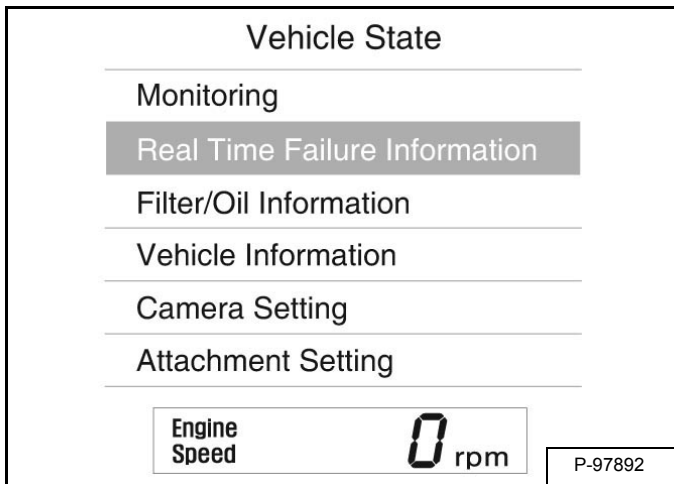 Vehicle State
Monitoring
Real Time Failure Information
Filter/Oil Information
Vehicle Information
Camera Setting
Attachment Setting
Engine
Speed
0 rpm
P-97892